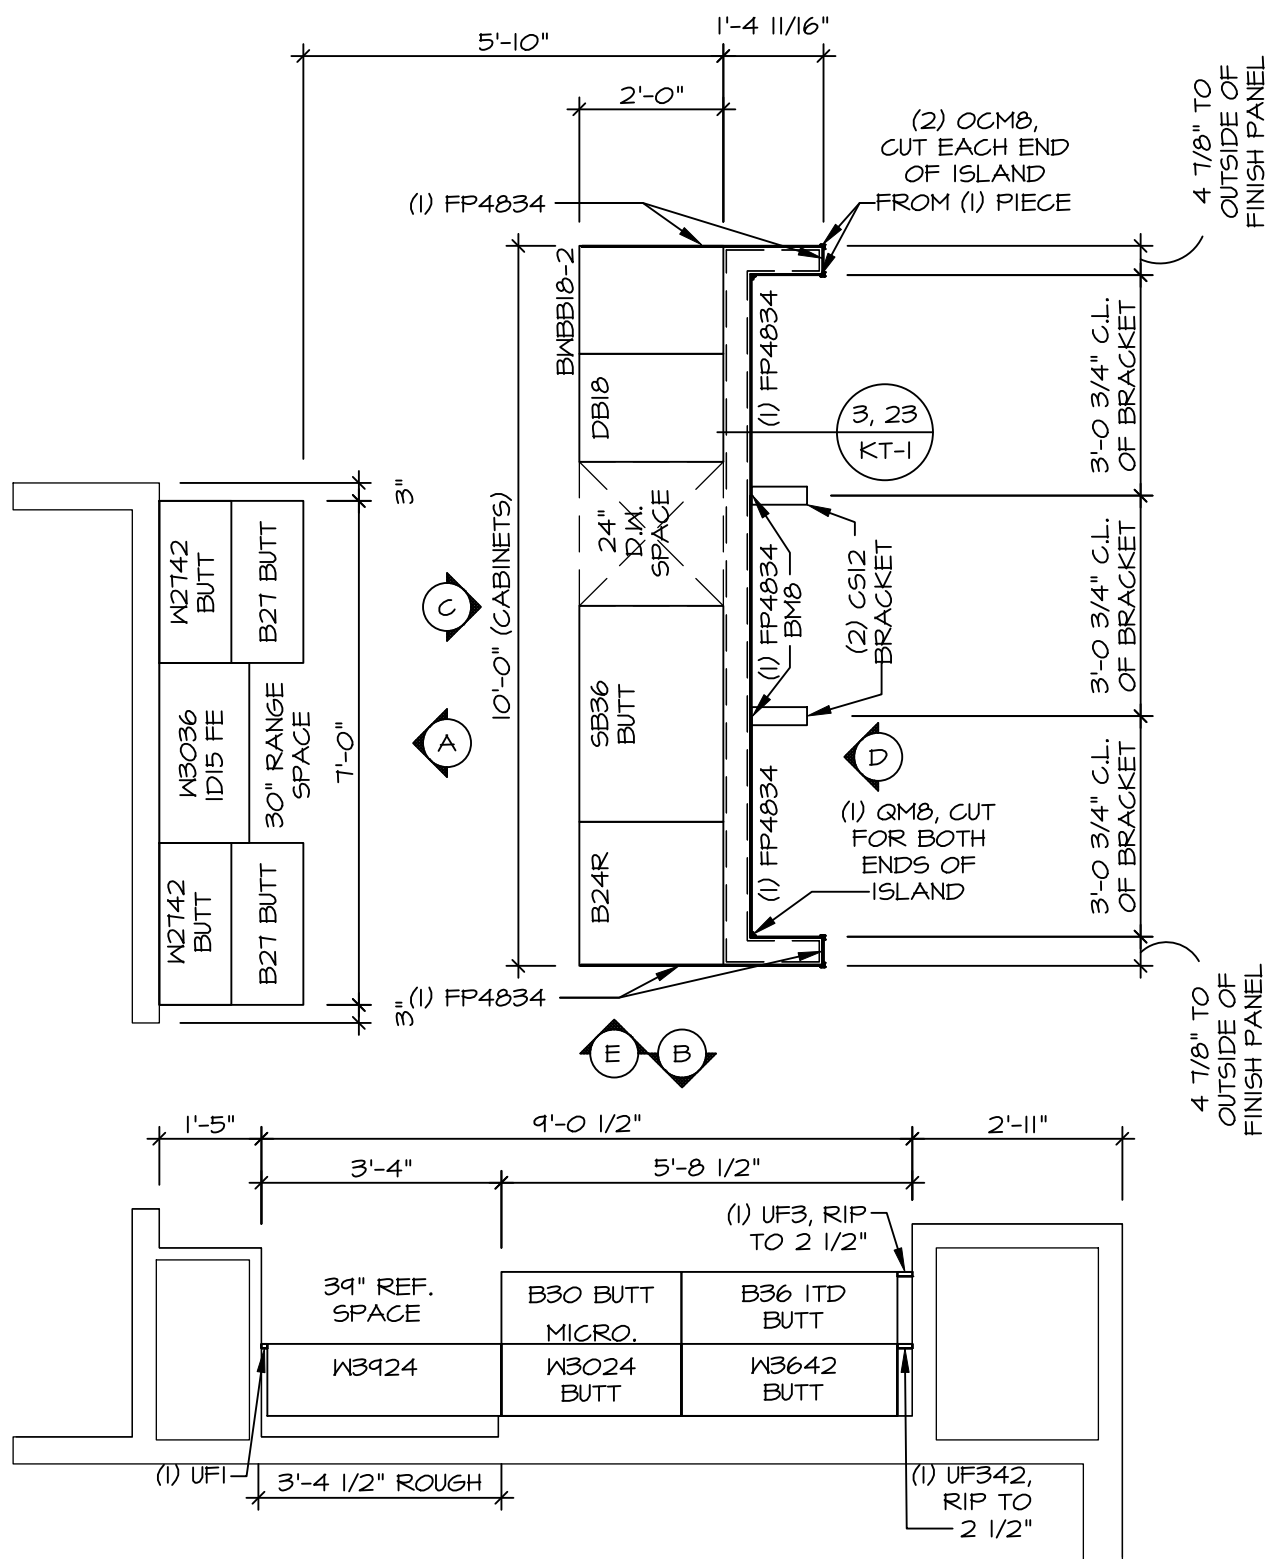 1'-4 11/16"
5'-10"
2'-0"
(2) OCM8,
CUT EACH END
OF ISLAND
FROM (1) PIECE
4 7/8" TO
OUTSIDE OF
FINISH PANEL
(1) FP4834
BWBB18-2
DB18
24"
D.W.
SPACE
SB36
BUTT
B24R
10'-0" (CABINETS)
(1) FP4834
(1) FP4834
(1) FP4834
BM8
3, 23
KT-1
(2) CS12
BRACKET
3'-0 3/4" C.L.
OF BRACKET
3'-0 3/4" C.L.
OF BRACKET
3'-0 3/4" C.L.
OF BRACKET
3"
W2742
BUTT
B27 BUTT
W3036
1D15 FE
30" RANGE
SPACE
7'-0"
W2742
BUTT
B27 BUTT
3"
C
A
D
(1) QM8, CUT
FOR BOTH
ENDS OF
ISLAND
(1) FP4834
E
B
4 7/8" TO
OUTSIDE OF
FINISH PANEL
1'-5"
9'-0 1/2"
2'-11"
3'-4"
5'-8 1/2"
(1) UF3, RIP
TO 2 1/2"
39" REF.
SPACE
B30 BUTT
MICRO.
B36 1TD
BUTT
W3924
W3024
BUTT
W3642
BUTT
(1) UF1
3'-4 1/2" ROUGH
(1) UF342,
RIP TO
2 1/2"